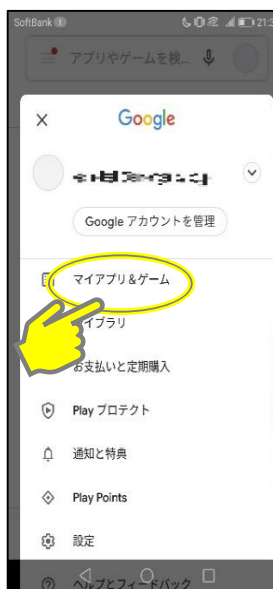 SoftBank 21:3
アプリやゲームを検...
Google
Google アカウントを管理
マイアプリ&ゲーム
イブラリ
お支払いと定期購入
Play プロテクト
通知と特典
Play Points
設定
ヘルプとフィードバック